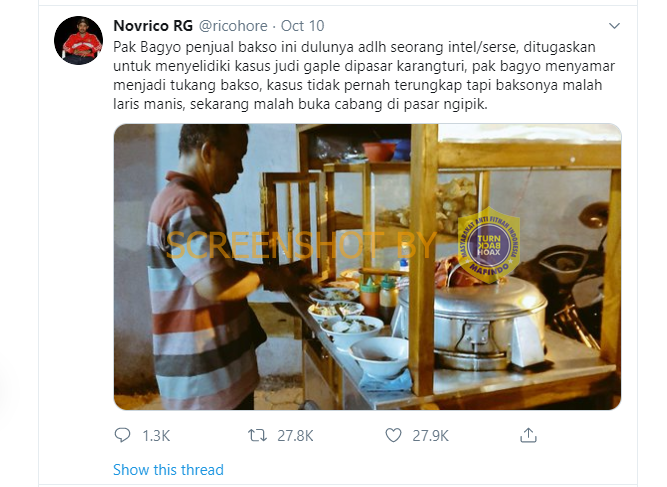 Novrico RG @ricohore · Oct 10
Pak Bagyo penjual bakso ini dulunya adlh seorang intel/serse, ditugaskan
untuk menyelidiki kasus judi gaple dipasar karangturi, pak bagyo menyamar
menjadi tukang bakso, kasus tidak pernah terungkap tapi baksonya malah
laris manis, sekarang malah buka cabang di pasar ngipik.
SCREENSHOT BY
MASYARAKAT ANTI FITNAH INDONESIA
TURN
BACK
HOAX
MAFINDO
1.3K 27.8K 27.9K
Show this thread